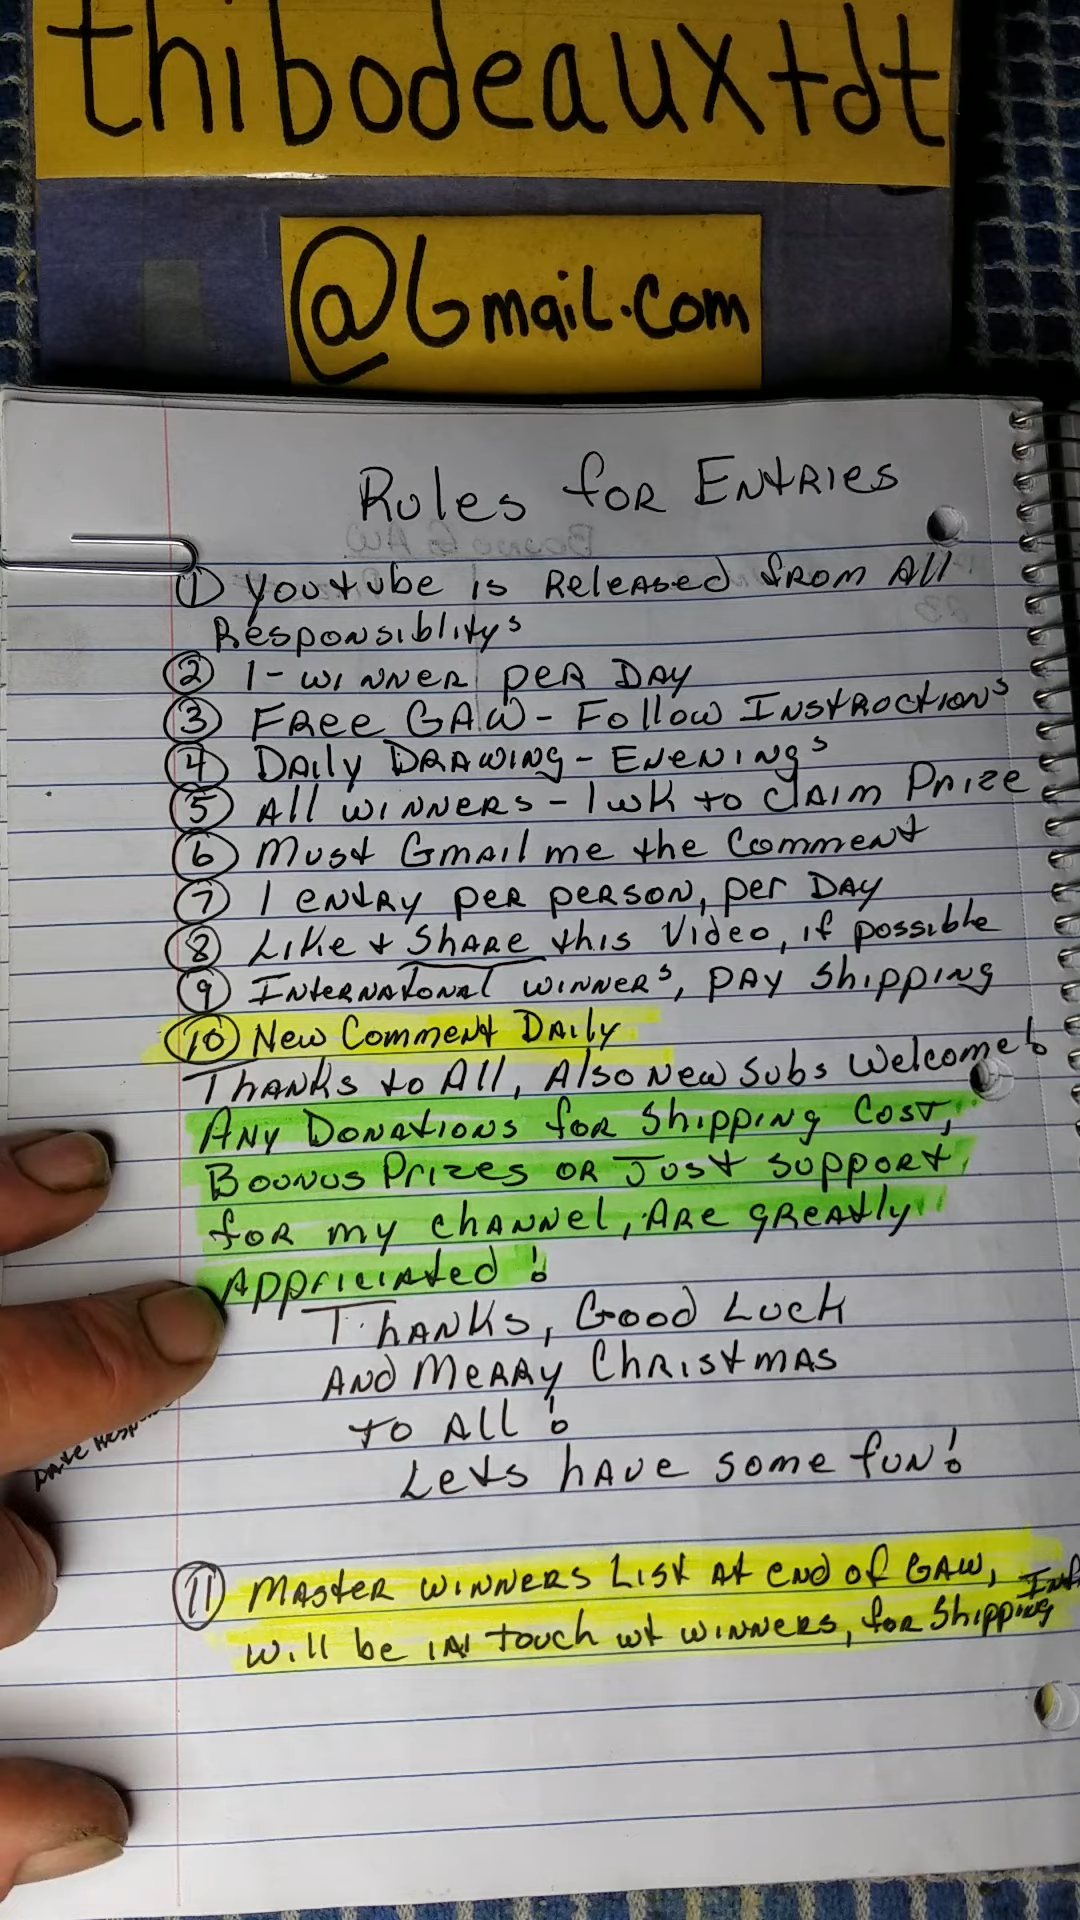 thibodeauxtdt
@Gmail.com
Rules for Entries
① Youtube is Released from All
Responsiblitys
② 1- winner per Day
③ Free GAW - Follow Instructions
④ Daily Drawing - Evenings
⑤ All winners - 1 wk to Claim Prize
⑥ Must Gmail me the Comment
⑦ 1 entry per person, per Day
⑧ Like + Share this Video, if possible
⑨ Internatonal winners, pay Shipping
⑩ New Comment Daily
Thanks to All, Also New Subs Welcome!
Any Donations for Shipping Cost,
Boonus Prizes or Just support
for my channel, Are greatly
Appriciated!
Thanks, Good Luck
And Merry Christmas
to All!
Lets have some fun!
⑪ Master winners List At end of GAW,
will be in touch wt winners, for Shipping